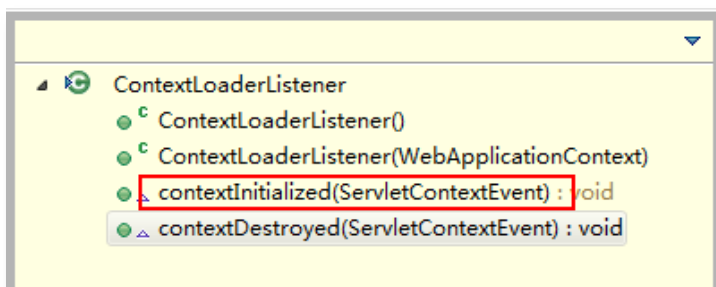 ContextLoaderListener
C ContextLoaderListener()
C ContextLoaderListener(WebApplicationContext)
contextInitialized(ServletContextEvent) : void
contextDestroyed(ServletContextEvent) : void